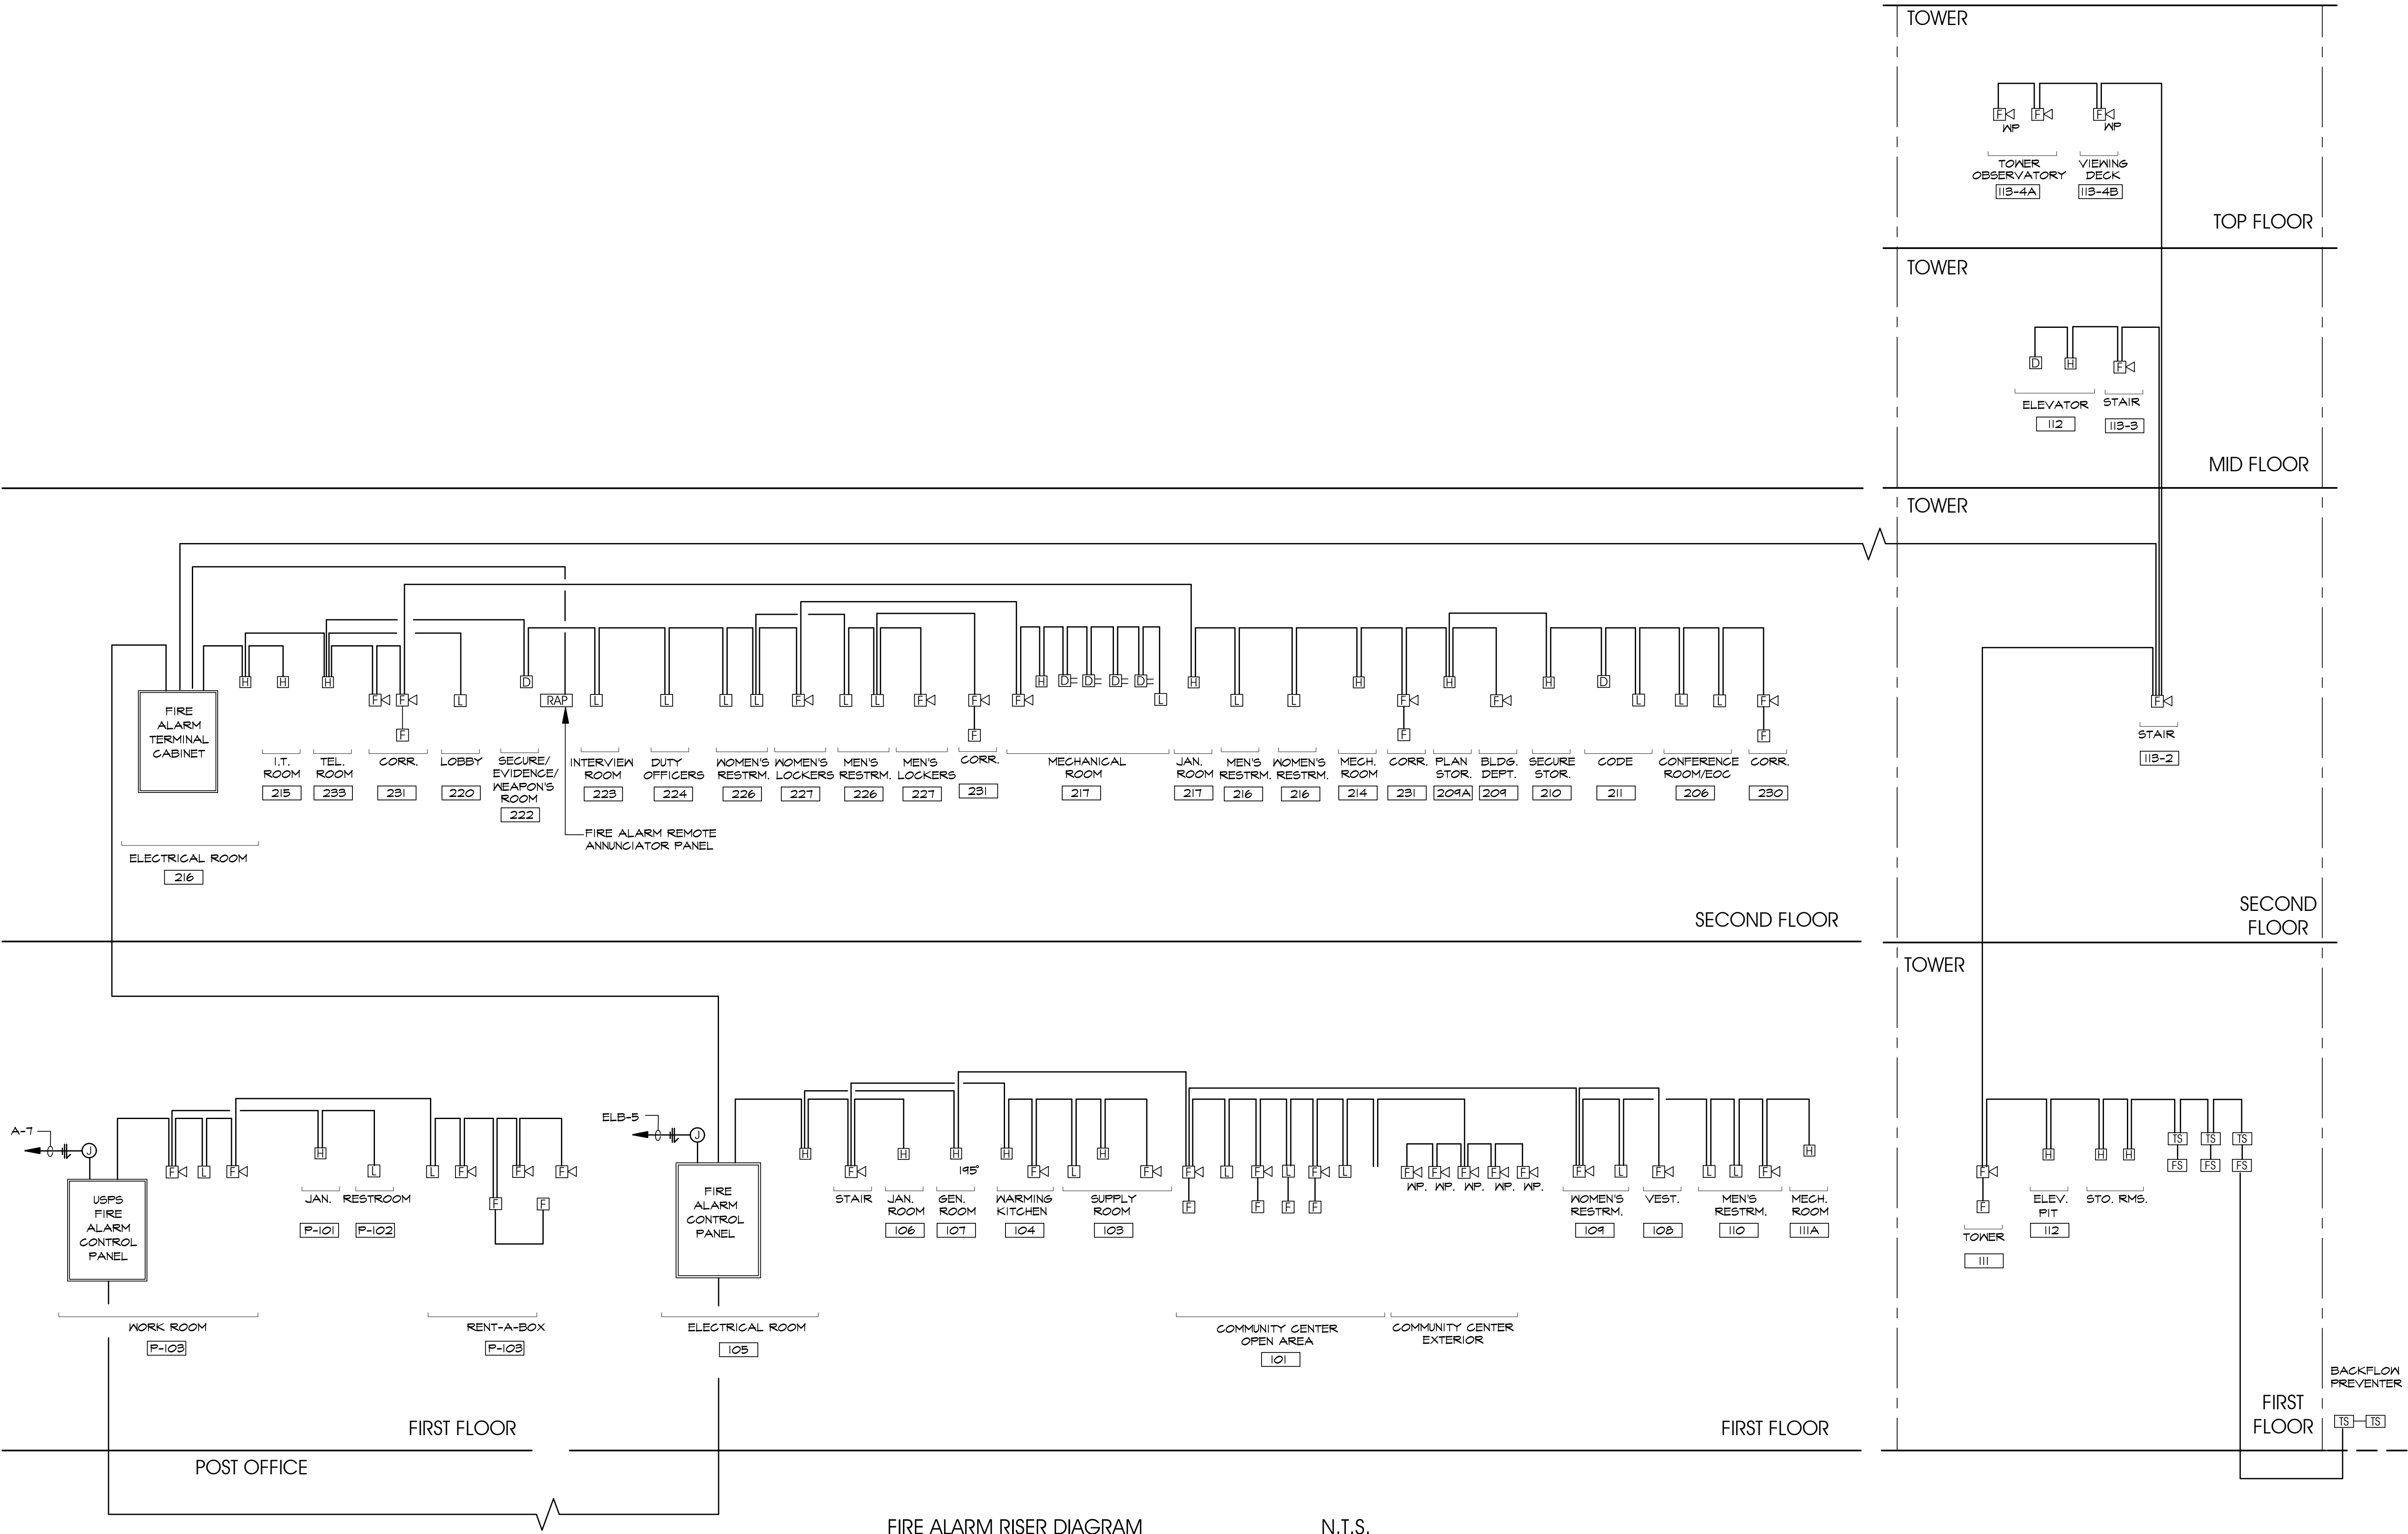 TOWER
F
F
F
WP
WP
TOWER
OBSERVATORY
113-4A
VIEWING
DECK
113-4B
TOP FLOOR
TOWER
D
H
F
ELEVATOR
112
STAIR
113-3
MID FLOOR
TOWER
FIRE
ALARM
TERMINAL
CABINET
H
H
H
F
F
F
L
D
RAP
L
L
L
L
F
L
L
F
F
F
F
H
D
D
D
D
L
H
L
L
H
F
F
H
F
H
D
L
L
L
F
F
F
STAIR
113-2
I.T.
ROOM
215
TEL.
ROOM
233
CORR.
231
LOBBY
220
SECURE/
EVIDENCE/
WEAPON'S
ROOM
222
INTERVIEW
ROOM
223
DUTY
OFFICERS
224
WOMEN'S
RESTRM.
226
WOMEN'S
LOCKERS
227
MEN'S
RESTRM.
226
MEN'S
LOCKERS
227
CORR.
231
MECHANICAL
ROOM
217
JAN.
ROOM
217
MEN'S
RESTRM.
216
WOMEN'S
RESTRM.
216
MECH.
ROOM
214
CORR.
231
PLAN
STOR.
209A
BLDG.
DEPT.
209
SECURE
STOR.
210
CODE
211
CONFERENCE
ROOM/EOC
206
CORR.
230
FIRE ALARM REMOTE
ANNUNCIATOR PANEL
ELECTRICAL ROOM
216
SECOND FLOOR
SECOND
FLOOR
TOWER
A-7
J
USPS
FIRE
ALARM
CONTROL
PANEL
F
L
F
H
L
L
F
F
F
F
F
JAN.
P-101
RESTROOM
P-102
WORK ROOM
P-103
RENT-A-BOX
P-103
ELB-5
J
FIRE
ALARM
CONTROL
PANEL
H
F
H
H
195°
H
F
L
H
F
F
F
L
F
F
L
F
F
F
L
F
F
F
F
F
WP.
WP.
WP.
WP.
WP.
F
L
F
L
L
F
H
STAIR
JAN.
ROOM
106
GEN.
ROOM
107
WARMING
KITCHEN
104
SUPPLY
ROOM
103
WOMEN'S
RESTRM.
109
VEST.
108
MEN'S
RESTRM.
110
MECH.
ROOM
111A
ELECTRICAL ROOM
105
COMMUNITY CENTER
OPEN AREA
101
COMMUNITY CENTER
EXTERIOR
F
F
H
H
H
TS
TS
TS
FS
FS
FS
TOWER
111
ELEV.
PIT
112
STO. RMS.
BACKFLOW
PREVENTER
TS
TS
FIRST FLOOR
FIRST FLOOR
FIRST
FLOOR
POST OFFICE
FIRE ALARM RISER DIAGRAM
N.T.S.